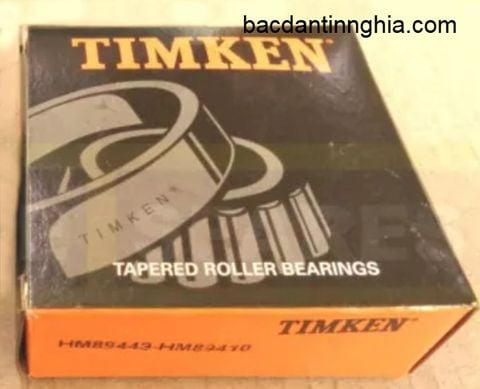 bacdantinnghia.com
TIMKEN®
TIMKEN®
TAPERED ROLLER BEARINGS
TIMKEN®
HM89443-HM89410